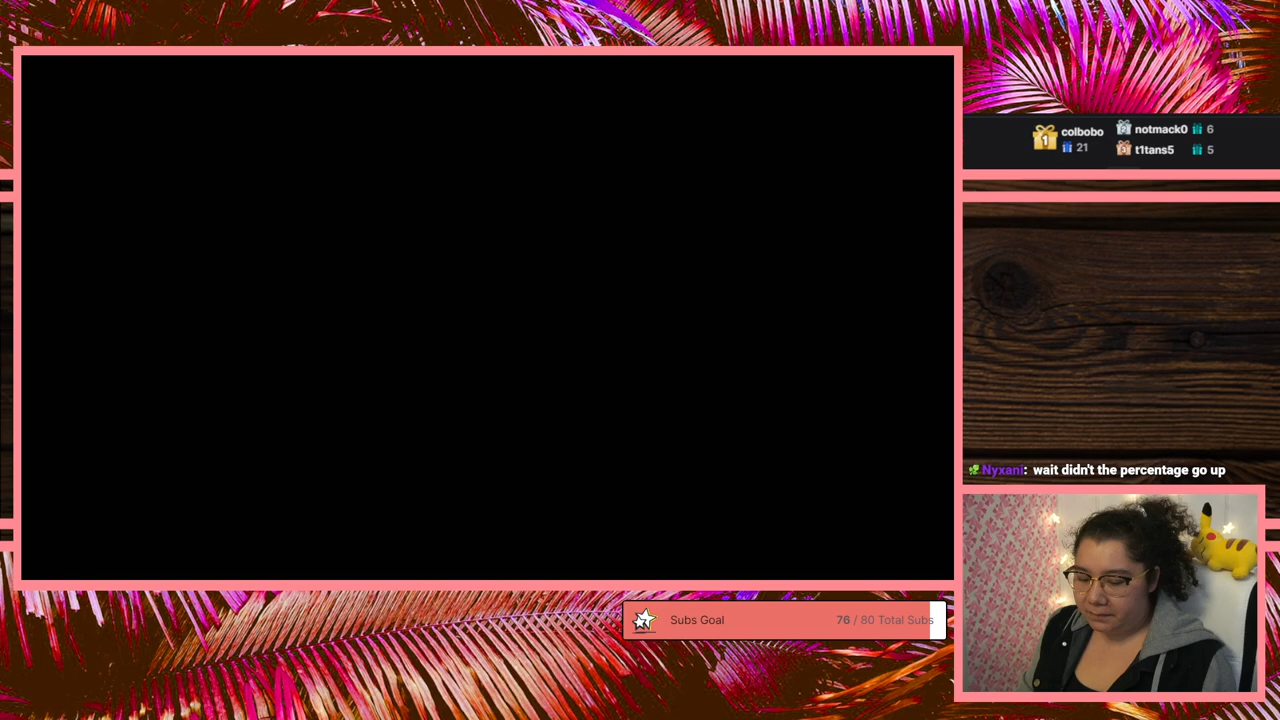 colbobo
21
notmack0 6
t1tans5 5
1
Nyxani: wait didn't the percentage go up
Subs Goal 76 / 80 Total Subs